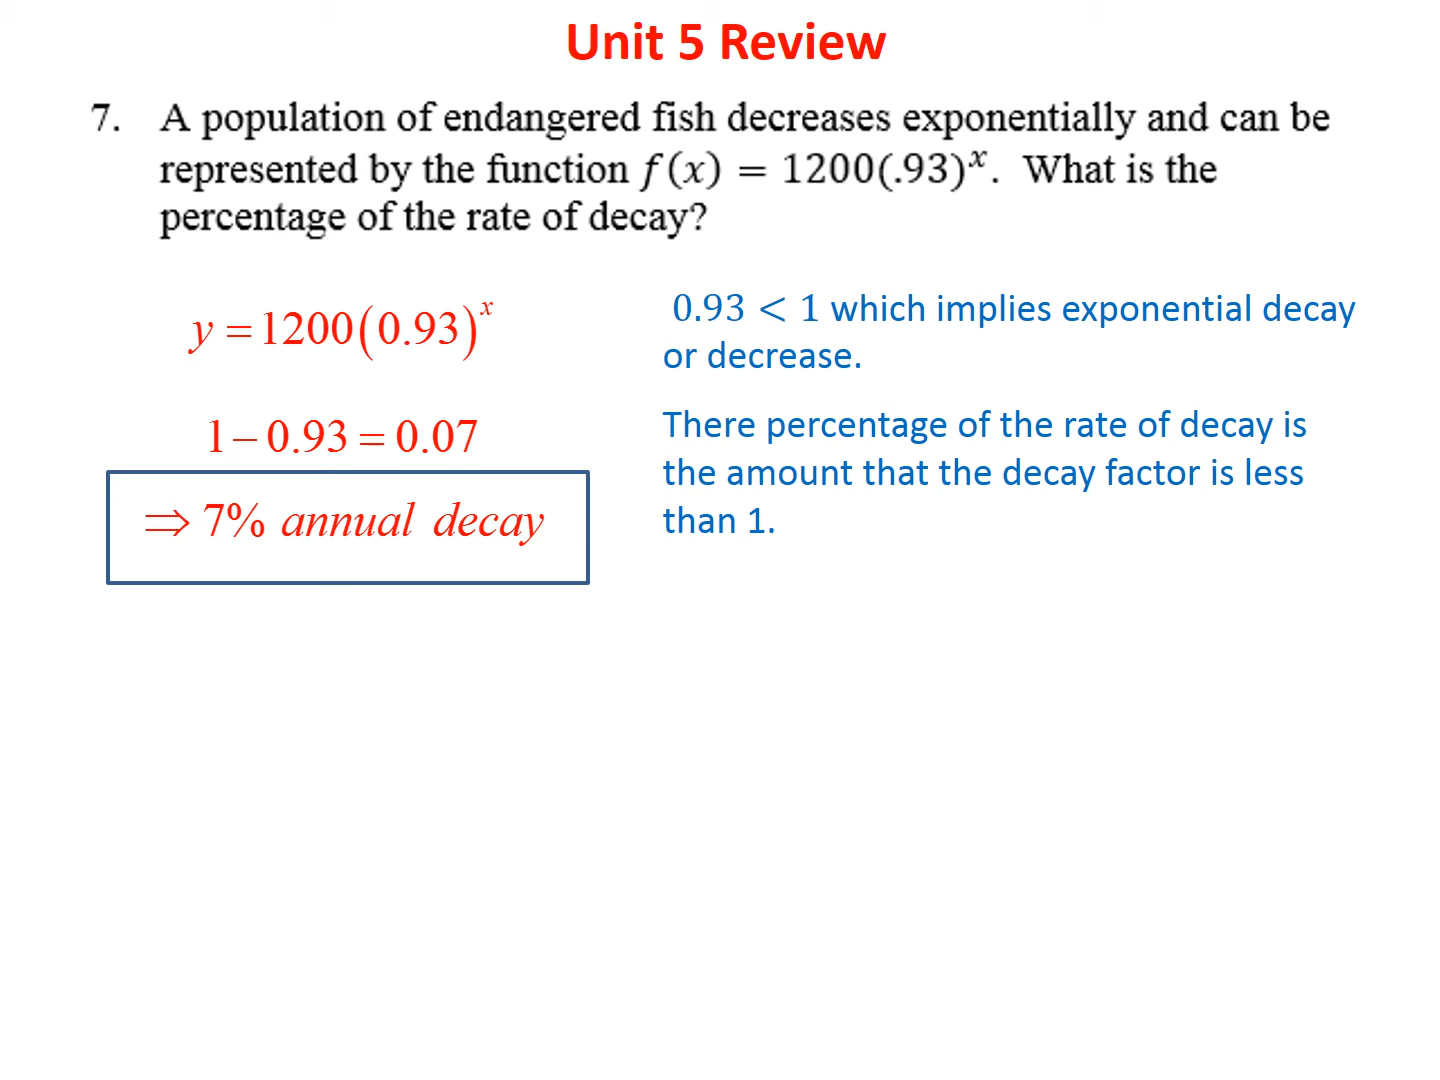 Unit 5 Review
7. A population of endangered fish decreases exponentially and can be
represented by the function f(x) = 1200(.93)^x. What is the
percentage of the rate of decay?
y = 1200(0.93)^x
0.93 < 1 which implies exponential decay
or decrease.
1 – 0.93 = 0.07
⇒ 7% annual decay
There percentage of the rate of decay is
the amount that the decay factor is less
than 1.